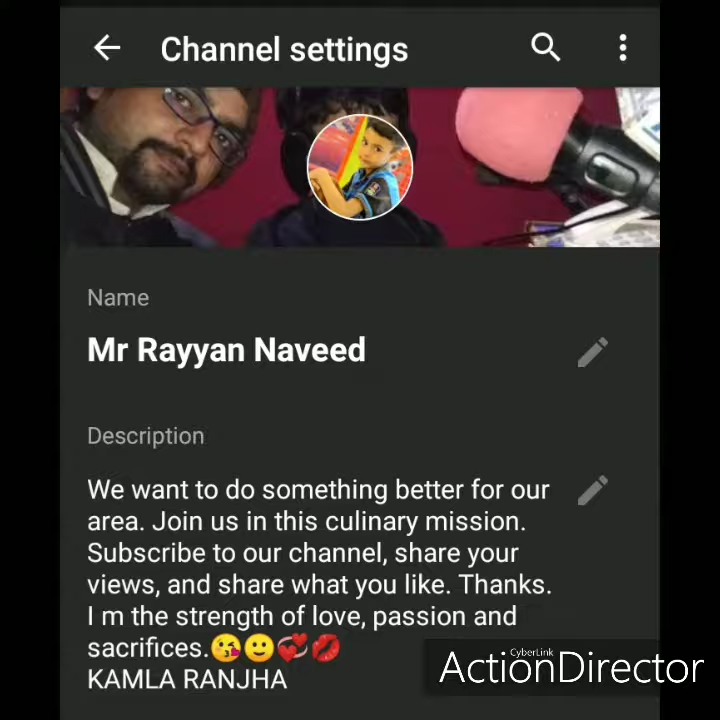 Channel settings
Name
Mr Rayyan Naveed
Description
We want to do something better for our
area. Join us in this culinary mission.
Subscribe to our channel, share your
views, and share what you like. Thanks.
I m the strength of love, passion and
sacrifices.😘🙂💞💋
KAMLA RANJHA
CyberLink
ActionDirector